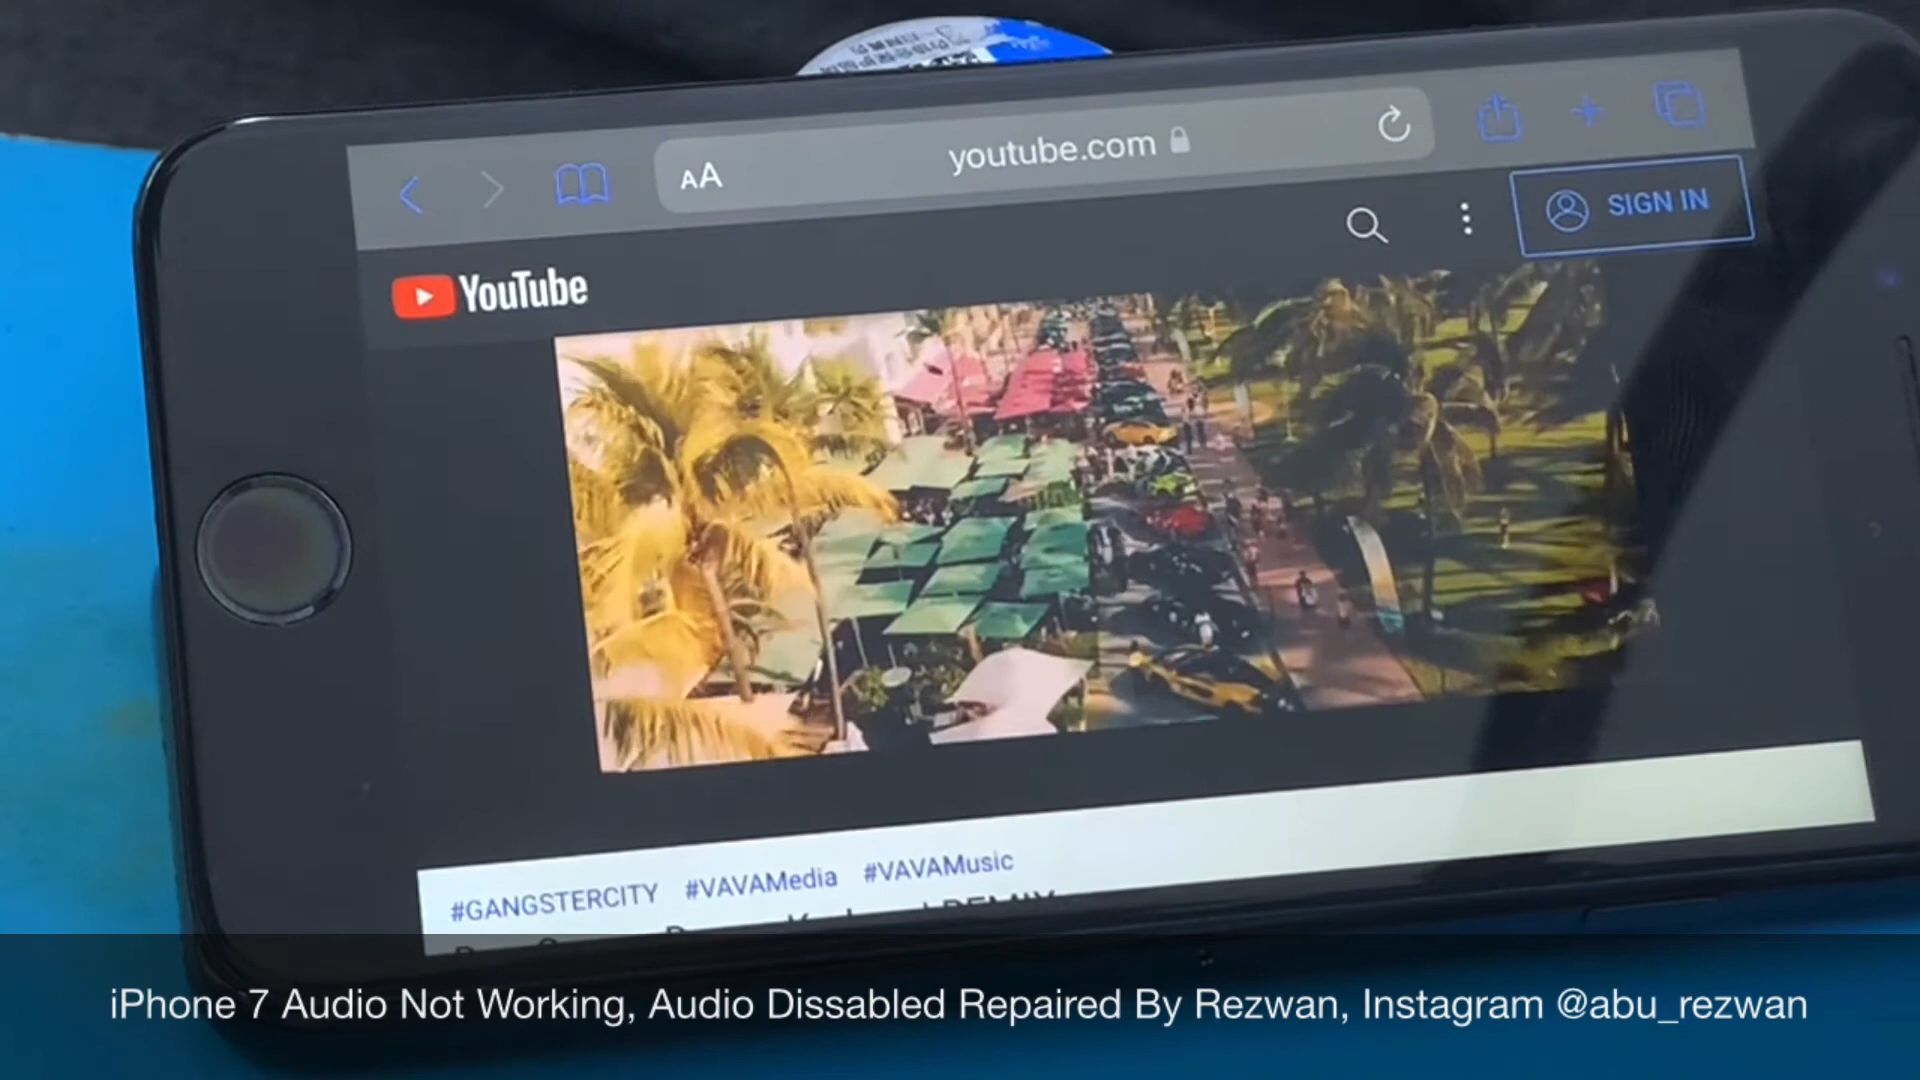 AA
youtube.com
SIGN IN
YouTube
#GANGSTERCITY #VAVAMedia #VAVAMusic
REMIX
iPhone 7 Audio Not Working, Audio Dissabled Repaired By Rezwan, Instagram @abu_rezwan